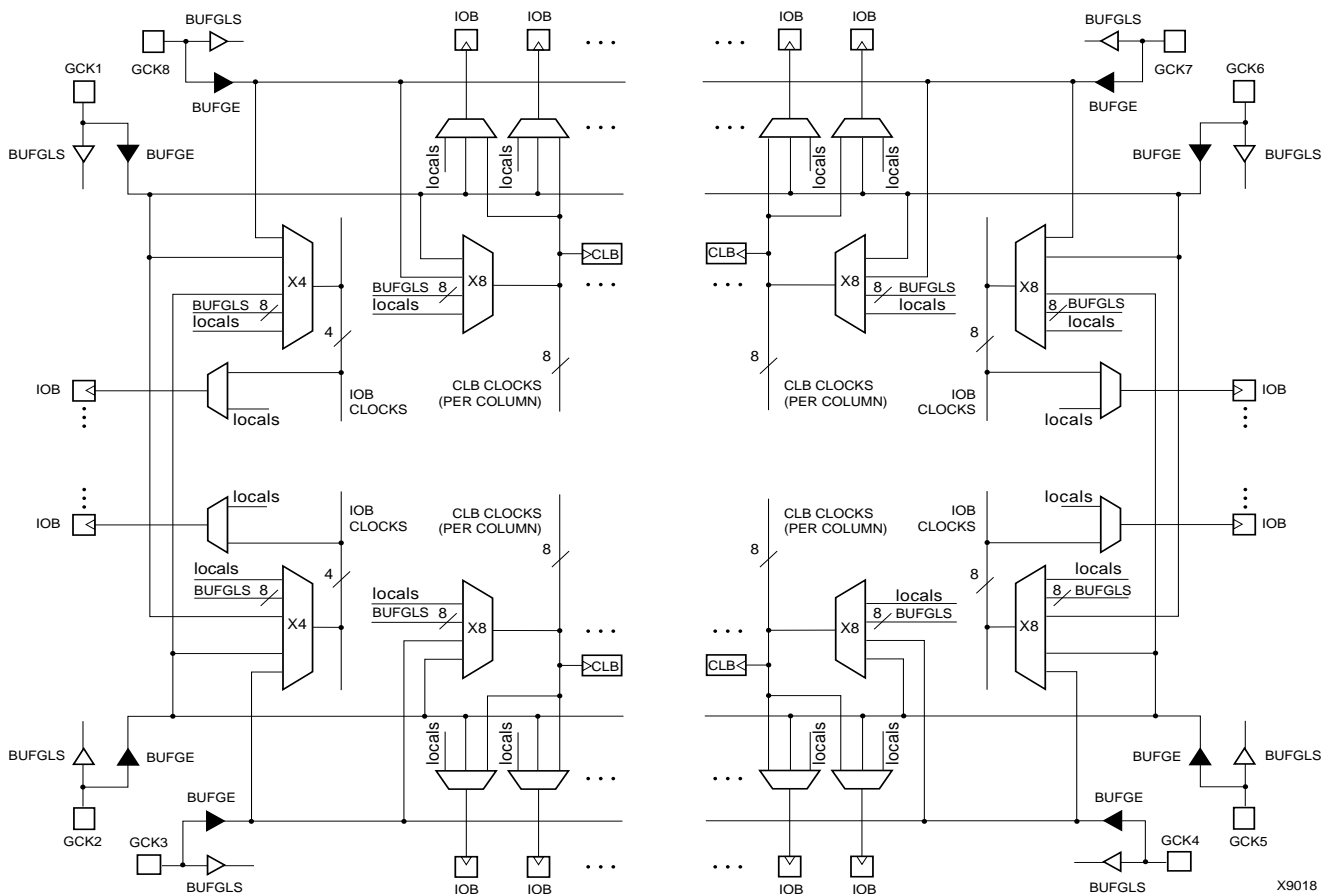 BUFGLS IOB IOB • • • • • • IOB IOB BUFGLS
GCK8 GCK7
GCK1 GCK6
BUFGE BUFGE
• • • • • •
BUFGLS BUFGE locals locals locals locals BUFGE BUFGLS
CLB CLB
X4 X8 • • • • • • X8 X8
BUFGLS 8 BUFGLS 8 8 BUFGLS 8 BUFGLS
locals locals locals locals
4 8
IOB 8 8 IOB
IOB CLOCKS CLB CLOCKS (PER COLUMN) CLB CLOCKS (PER COLUMN) IOB CLOCKS
locals locals
locals locals
IOB IOB CLOCKS CLB CLOCKS (PER COLUMN) CLB CLOCKS (PER COLUMN) IOB CLOCKS IOB
8 8
locals 4 8 locals
BUFGLS 8 locals locals 8 BUFGLS
BUFGLS 8 8 BUFGLS
X4 X8 • • • • • • X8 X8
CLB CLB
BUFGLS BUFGE locals locals locals locals BUFGE BUFGLS
• • • • • •
BUFGE BUFGE
GCK2 GCK5
GCK3 GCK4
BUFGLS IOB IOB • • • • • • IOB IOB BUFGLS
X9018